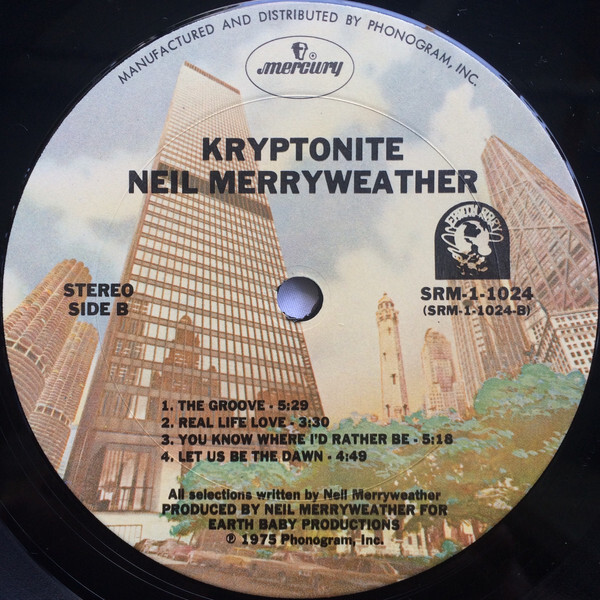 MANUFACTURED AND DISTRIBUTED BY PHONOGRAM, INC.
mercury
KRYPTONITE
NEIL MERRYWEATHER
STEREO
SIDE B
SRM-1-1024
(SRM-1-1024-B)
1. THE GROOVE - 5:29
2. REAL LIFE LOVE - 3:30
3. YOU KNOW WHERE I'D RATHER BE - 5:18
4. LET US BE THE DAWN - 4:49
All selections written by Neil Merryweather
PRODUCED BY NEIL MERRYWEATHER FOR
EARTH BABY PRODUCTIONS
℗ 1975 Phonogram, Inc.